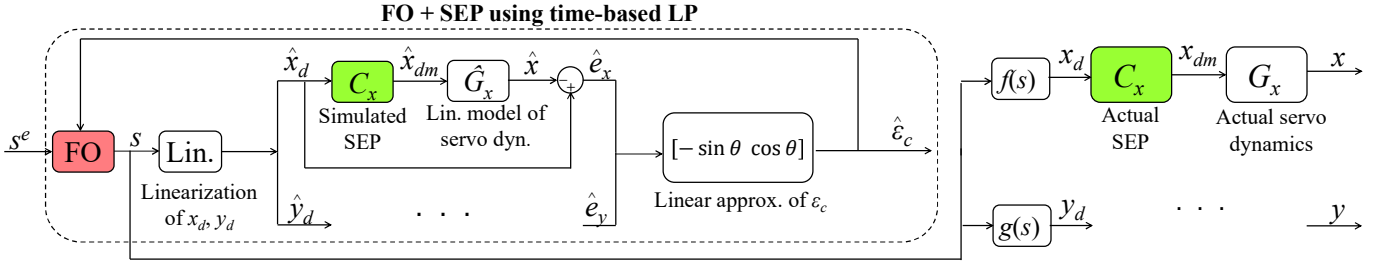 FO + SEP using time-based LP
s^e
FO
s
Lin.
Linearization
of x_d, y_d
x̂_d
C_x
Simulated
SEP
x̂_dm
Ĝ_x
Lin. model of
servo dyn.
x̂
−
+
ê_x
ŷ_d
. . .
ê_y
[− sin θ cos θ]
Linear approx. of ε_c
ε̂_c
f(s)
x_d
C_x
Actual
SEP
x_dm
G_x
Actual servo
dynamics
x
g(s)
y_d
. . .
y